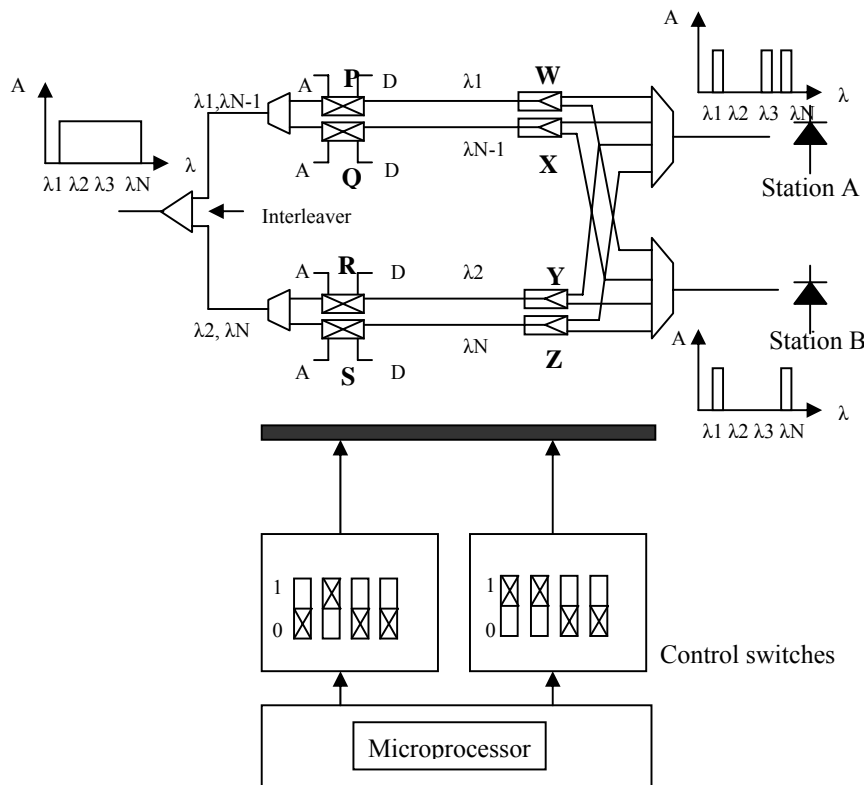 A
λ
λ1 λ2 λ3 λN
Interleaver
λ1,λN-1
λ2, λN
A P D
A Q D
λ1
λN-1
W
X
A R D
A S D
λ2
λN
Y
Z
A
λ
λ1 λ2 λ3 λN
Station A
Station B
A
λ
λ1 λ2 λ3 λN
1
0
1
0
Control switches
Microprocessor